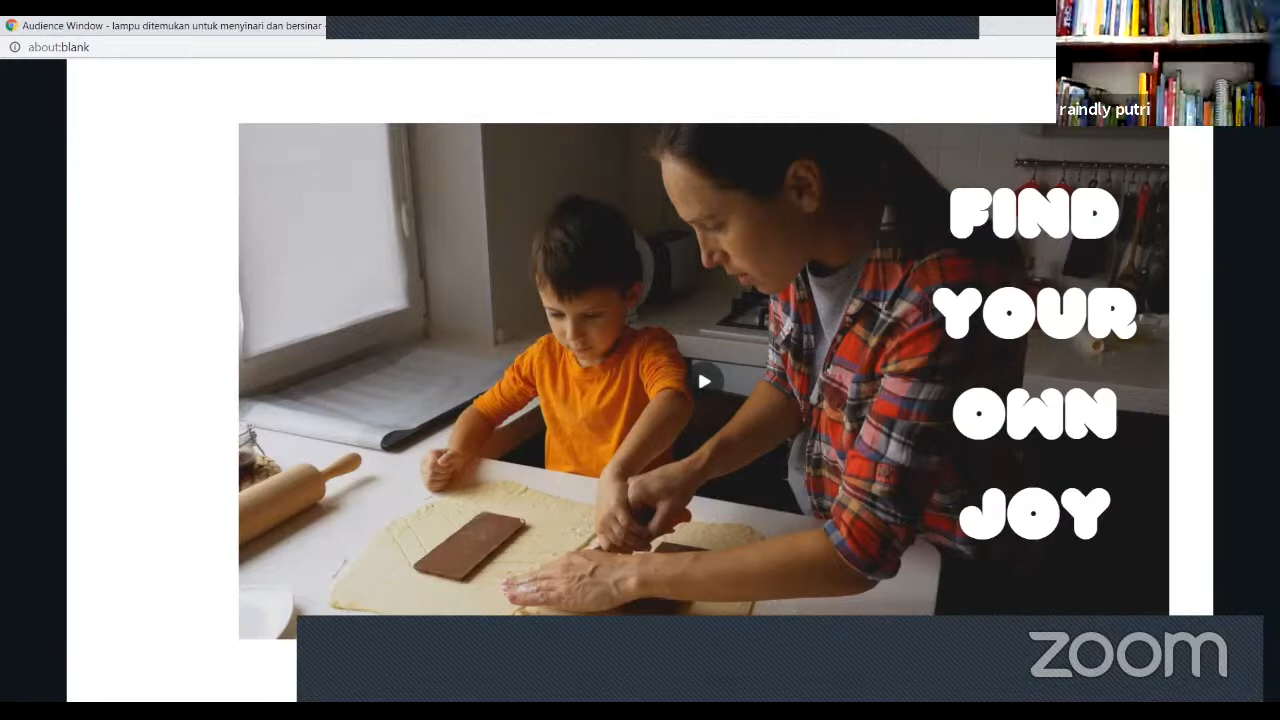 Audience Window - lampu ditemukan untuk menyinari dan bersinar -
about:blank
raindly putri
FIND
YOUR
OWN
JOY
zoom